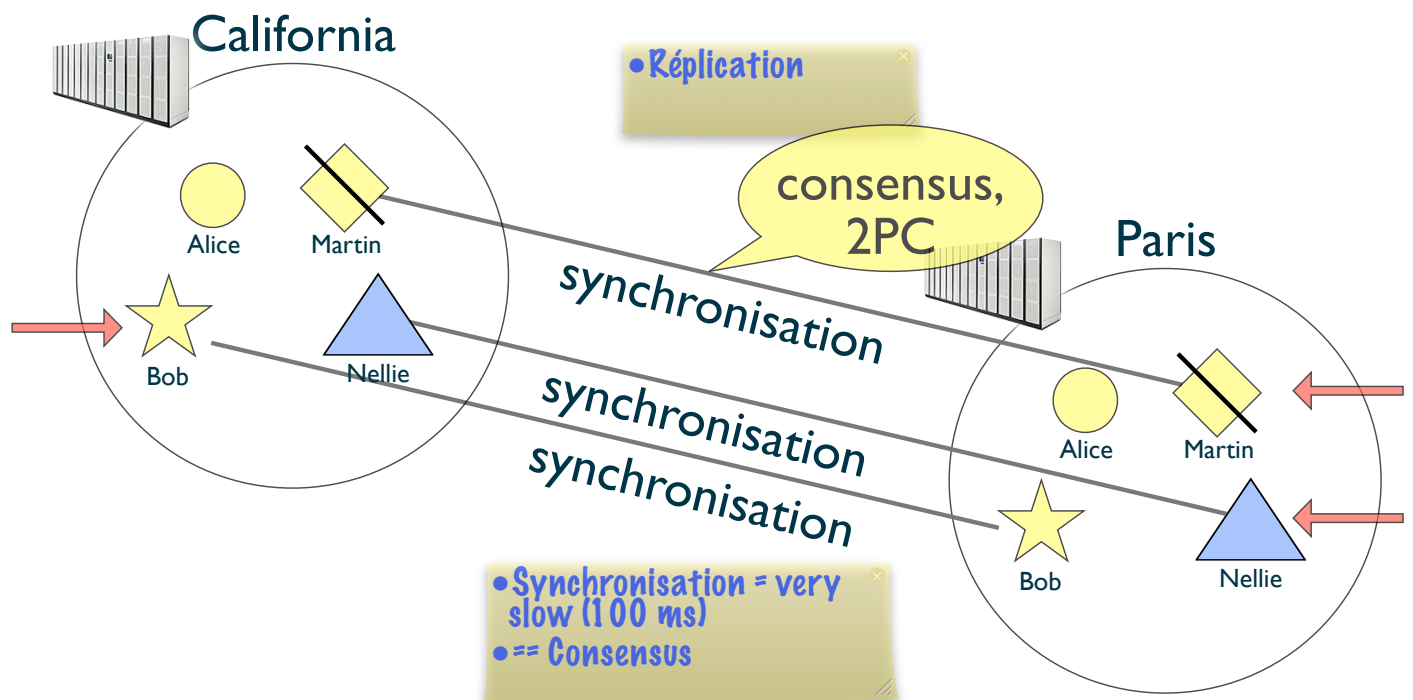 California
•Réplication
consensus,
2PC
Paris
Alice
Martin
synchronisation
Bob
Nellie
synchronisation
Alice
Martin
synchronisation
Bob
Nellie
•Synchronisation = very
slow (100 ms)
•== Consensus